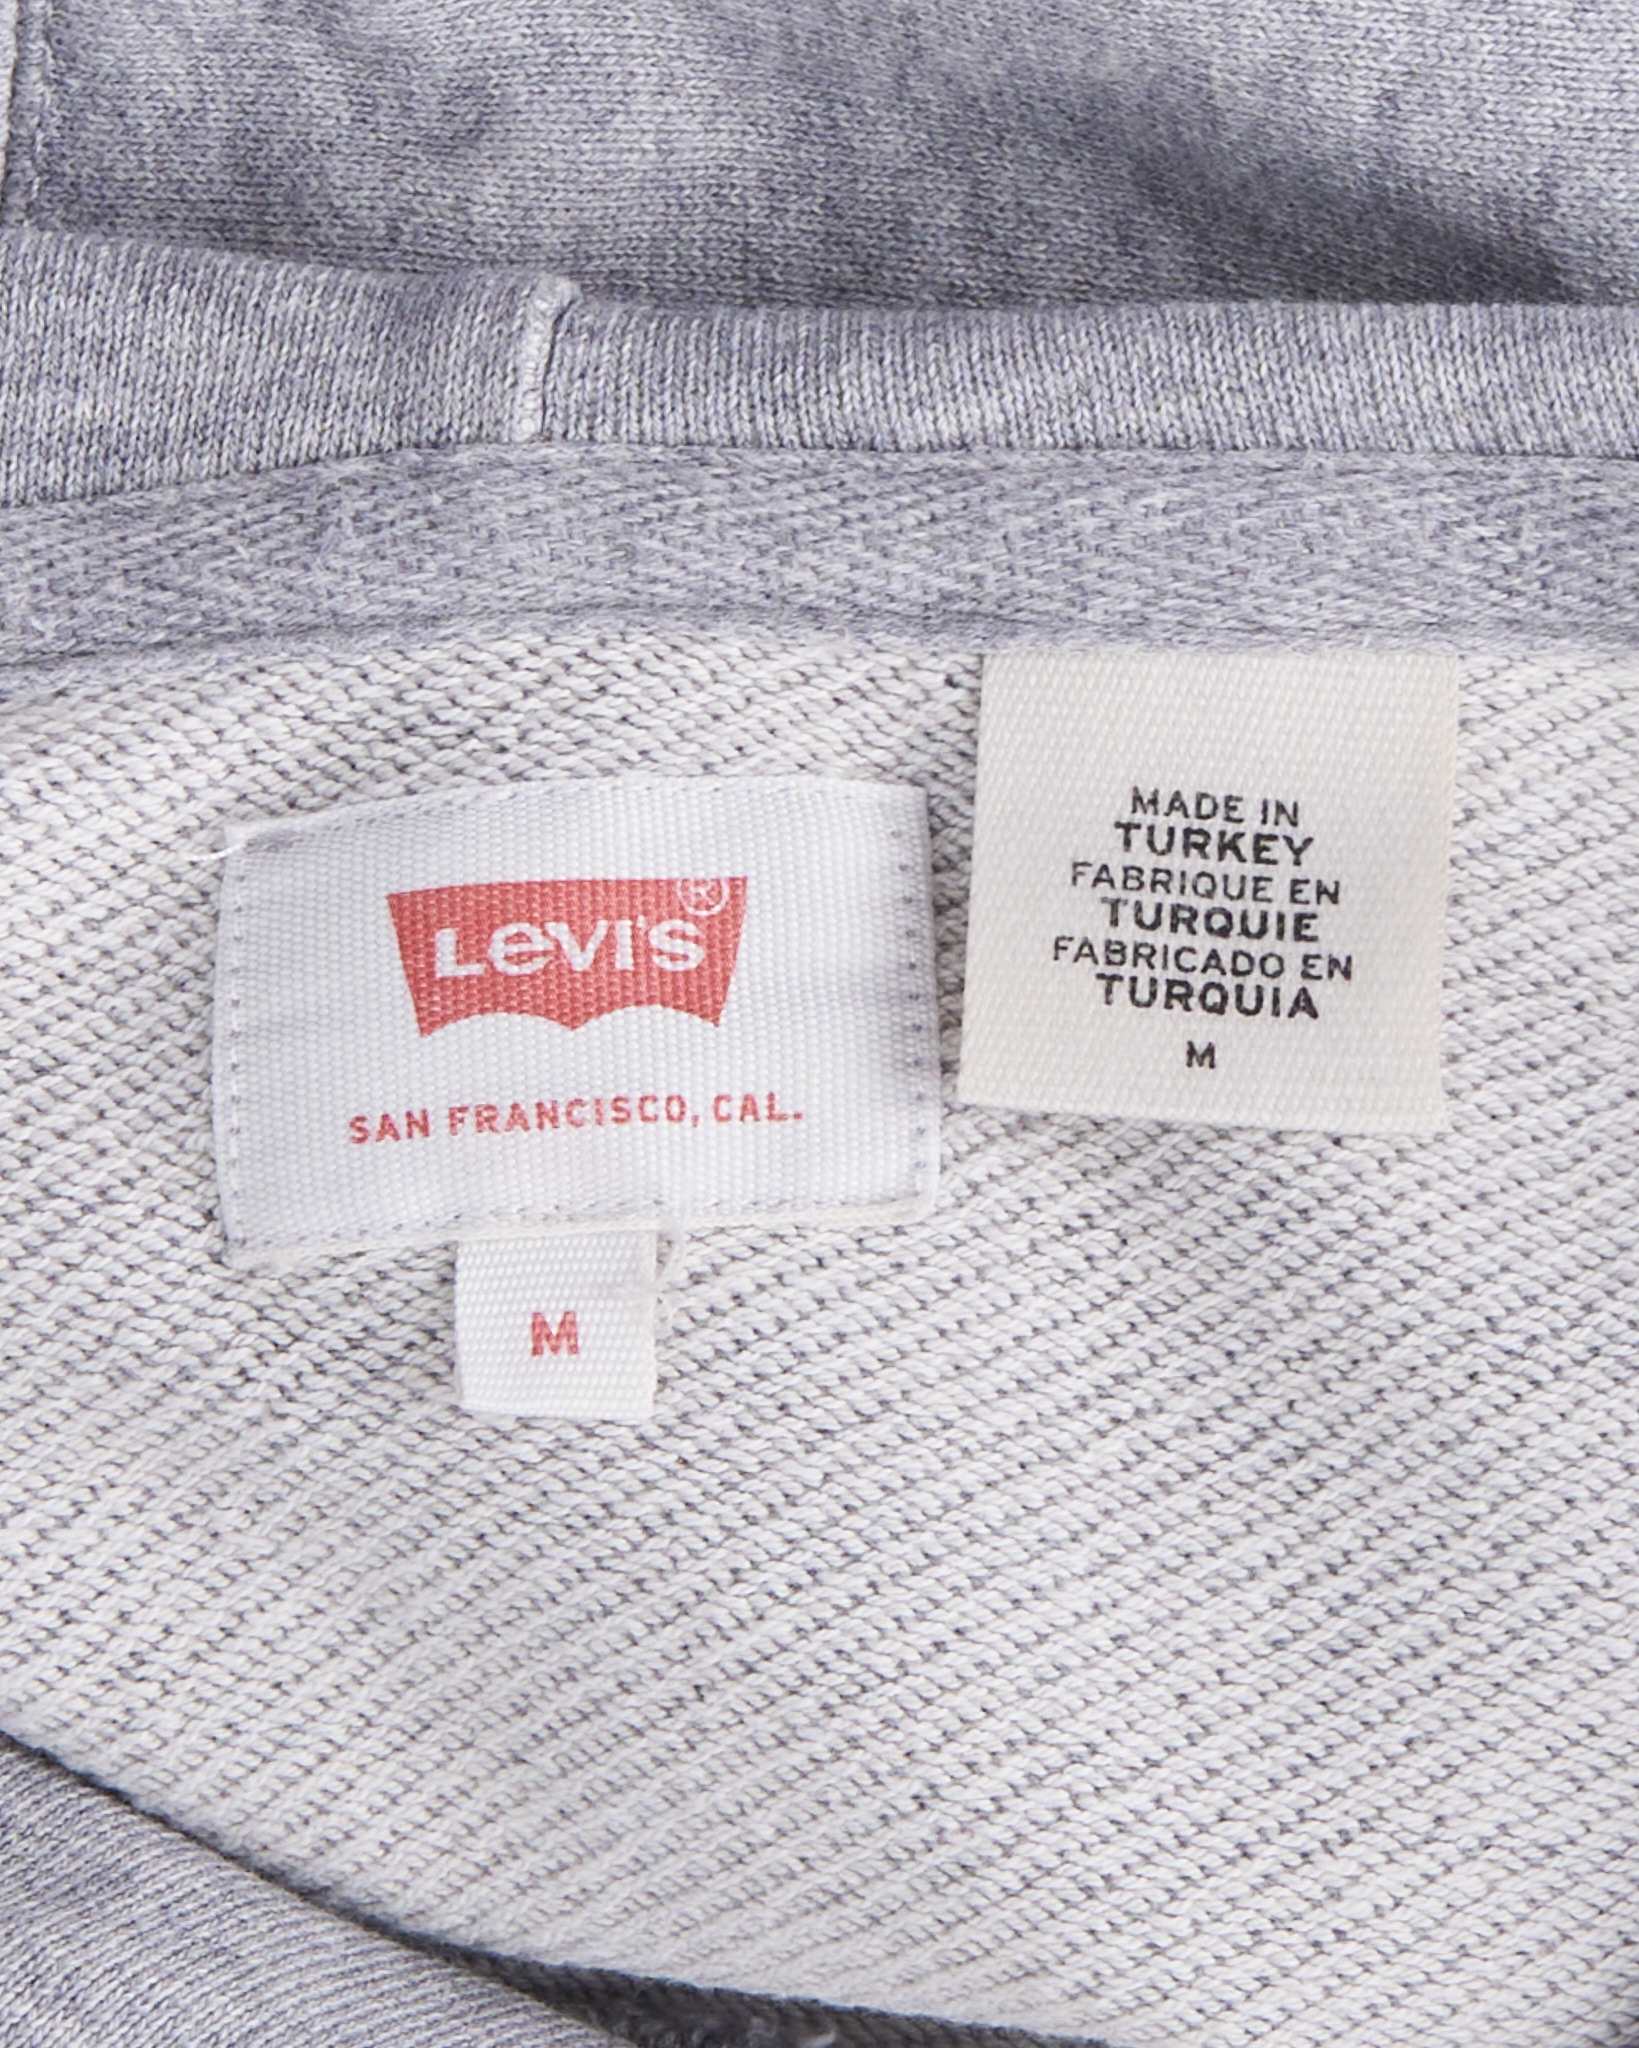 Levi's®
SAN FRANCISCO, CAL.
M
MADE IN
TURKEY
FABRIQUE EN
TURQUIE
FABRICADO EN
TURQUIA
M